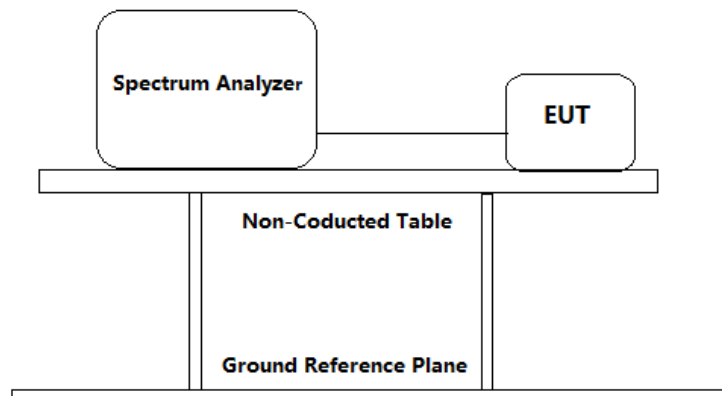 Spectrum Analyzer
EUT
Non-Coducted Table
Ground Reference Plane